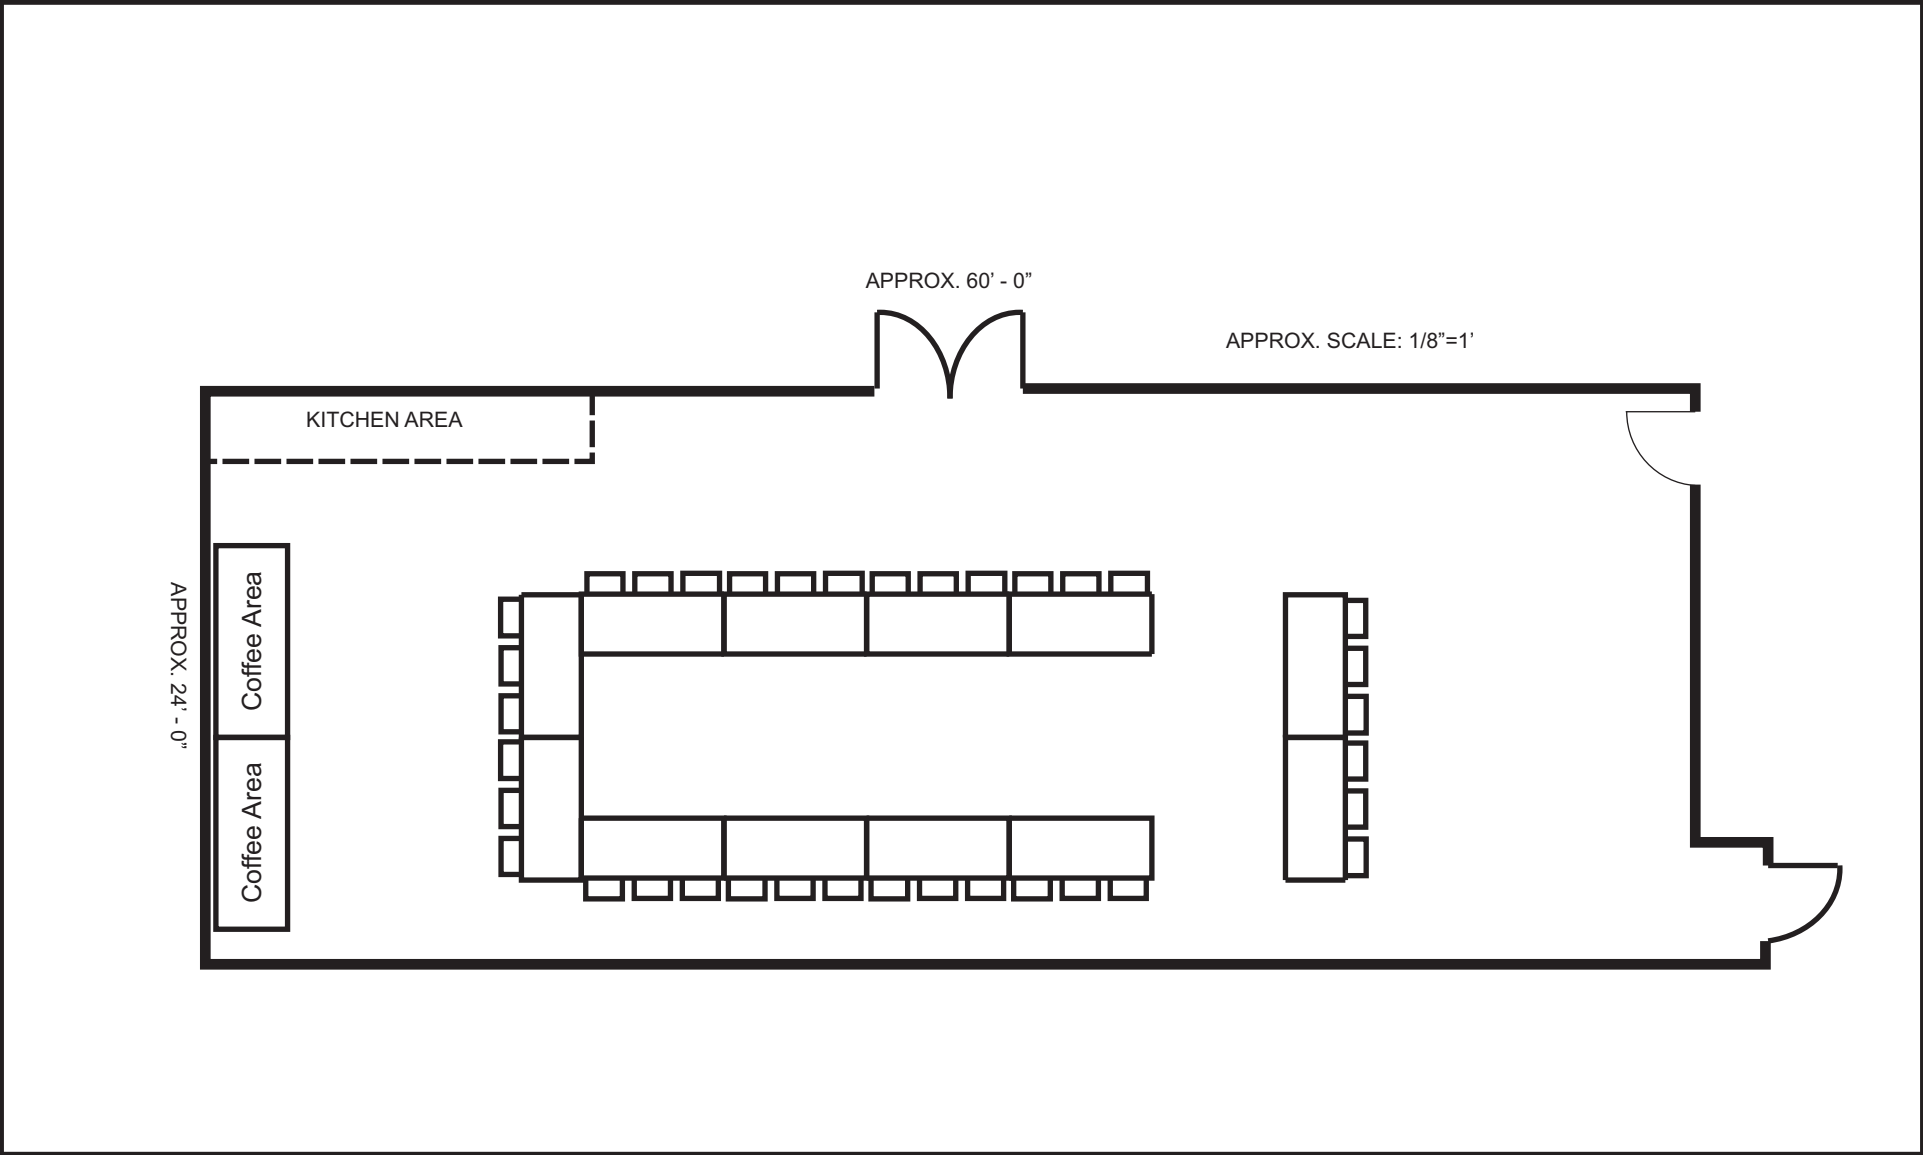 APPROX. 60’ - 0”
APPROX. SCALE: 1/8”=1’
KITCHEN AREA
APPROX. 24’ - 0”
Coffee Area
Coffee Area